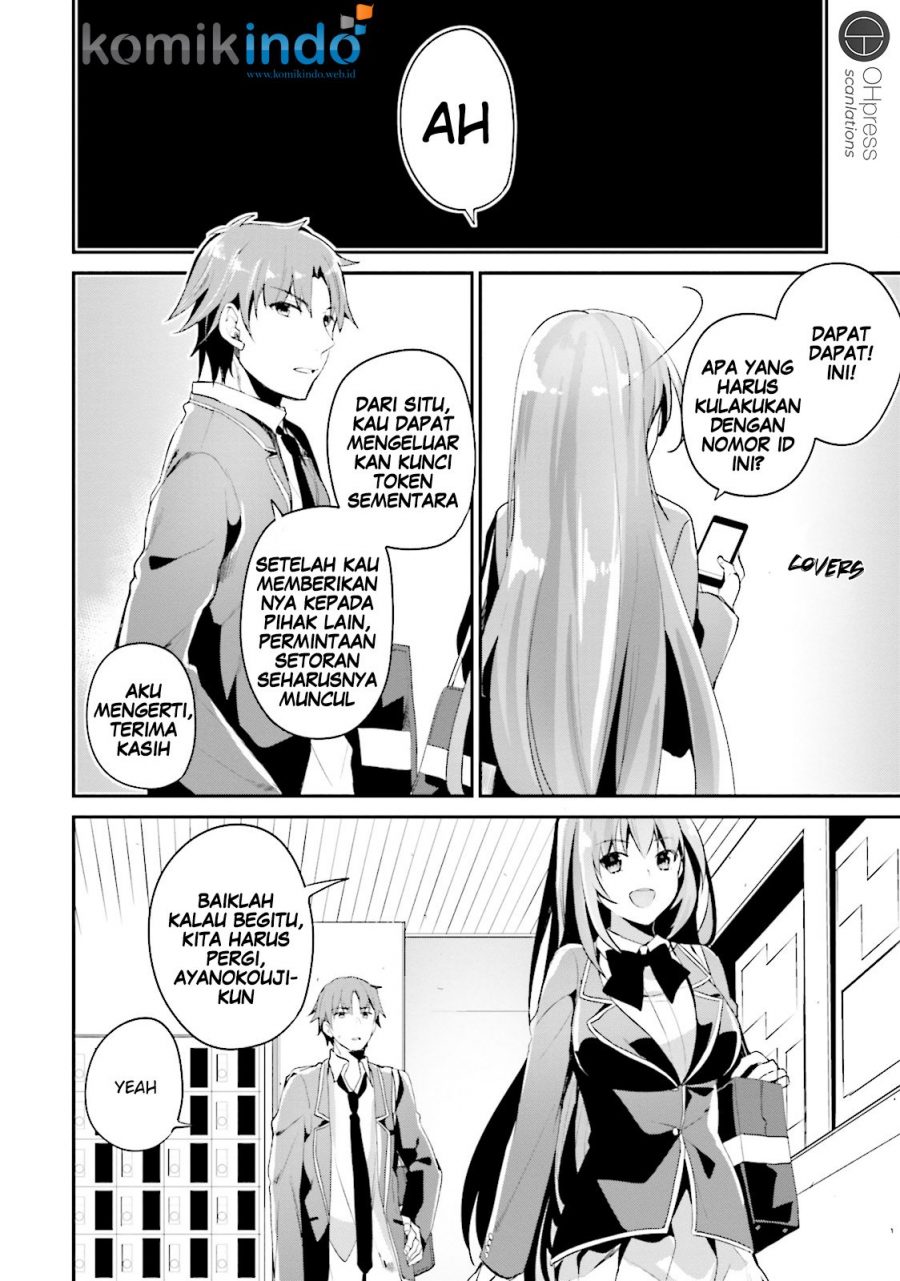 komikindo
www.komikindo.web.id
OHpress
scanlations
AH
DAPAT
DAPAT!
INI!
APA YANG
HARUS
KULAKUKAN
DENGAN
NOMOR ID
INI?
COVERS
DARI SITU,
KAU DAPAT
MENGELUAR
KAN KUNCI
TOKEN
SEMENTARA
SETELAH KAU
MEMBERIKAN
NYA KEPADA
PIHAK LAIN,
PERMINTAAN
SETORAN
SEHARUSNYA
MUNCUL
AKU
MENGERTI,
TERIMA
KASIH
BAIKLAH
KALAU BEGITU,
KITA HARUS
PERGI,
AYANOKOUJI-
KUN
YEAH